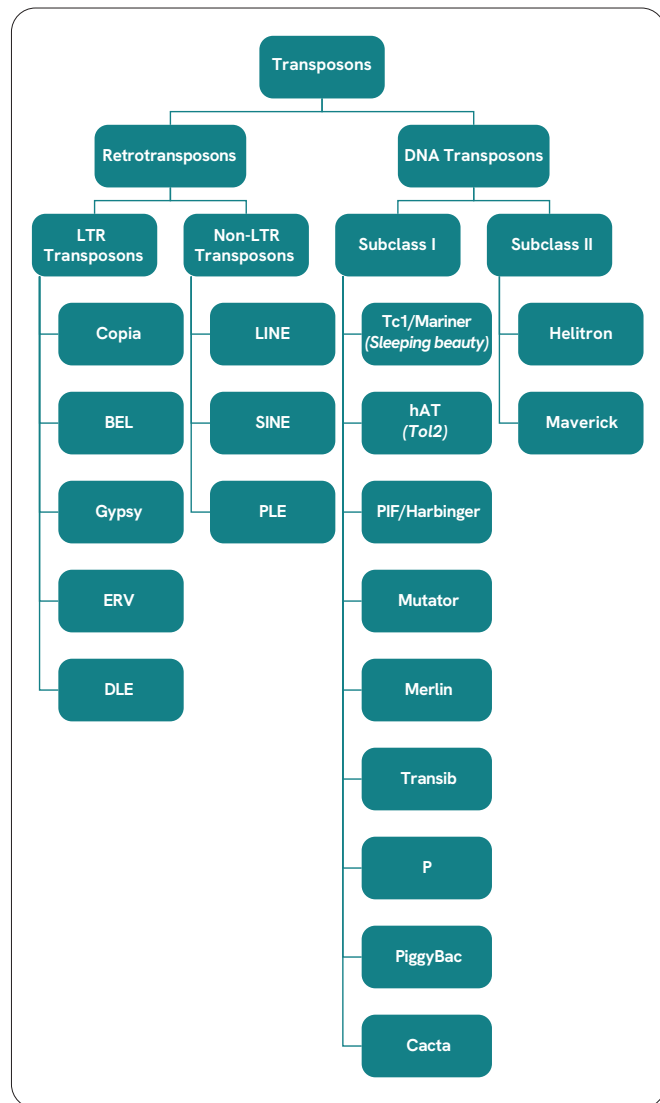 Transposons
Retrotransposons
DNA Transposons
LTR
Transposons
Non-LTR
Transposons
Subclass I
Subclass II
Copia
LINE
Tc1/Mariner
(Sleeping beauty)
Helitron
BEL
SINE
hAT
(Tol2)
Maverick
Gypsy
PLE
PIF/Harbinger
ERV
Mutator
DLE
Merlin
Transib
P
PiggyBac
Cacta